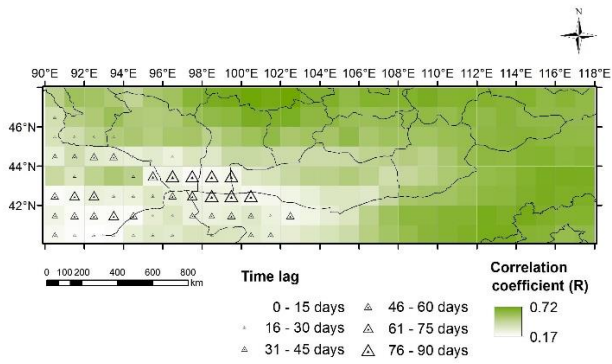 N
90°E 92°E 94°E 96°E 98°E 100°E 102°E 104°E 106°E 108°E 110°E 112°E 114°E 116°E 118°E
46°N
44°N
42°N
0 100 200 400 600 800
km
Time lag
0 - 15 days
16 - 30 days
31 - 45 days
46 - 60 days
61 - 75 days
76 - 90 days
Correlation
coefficient (R)
0.72
0.17